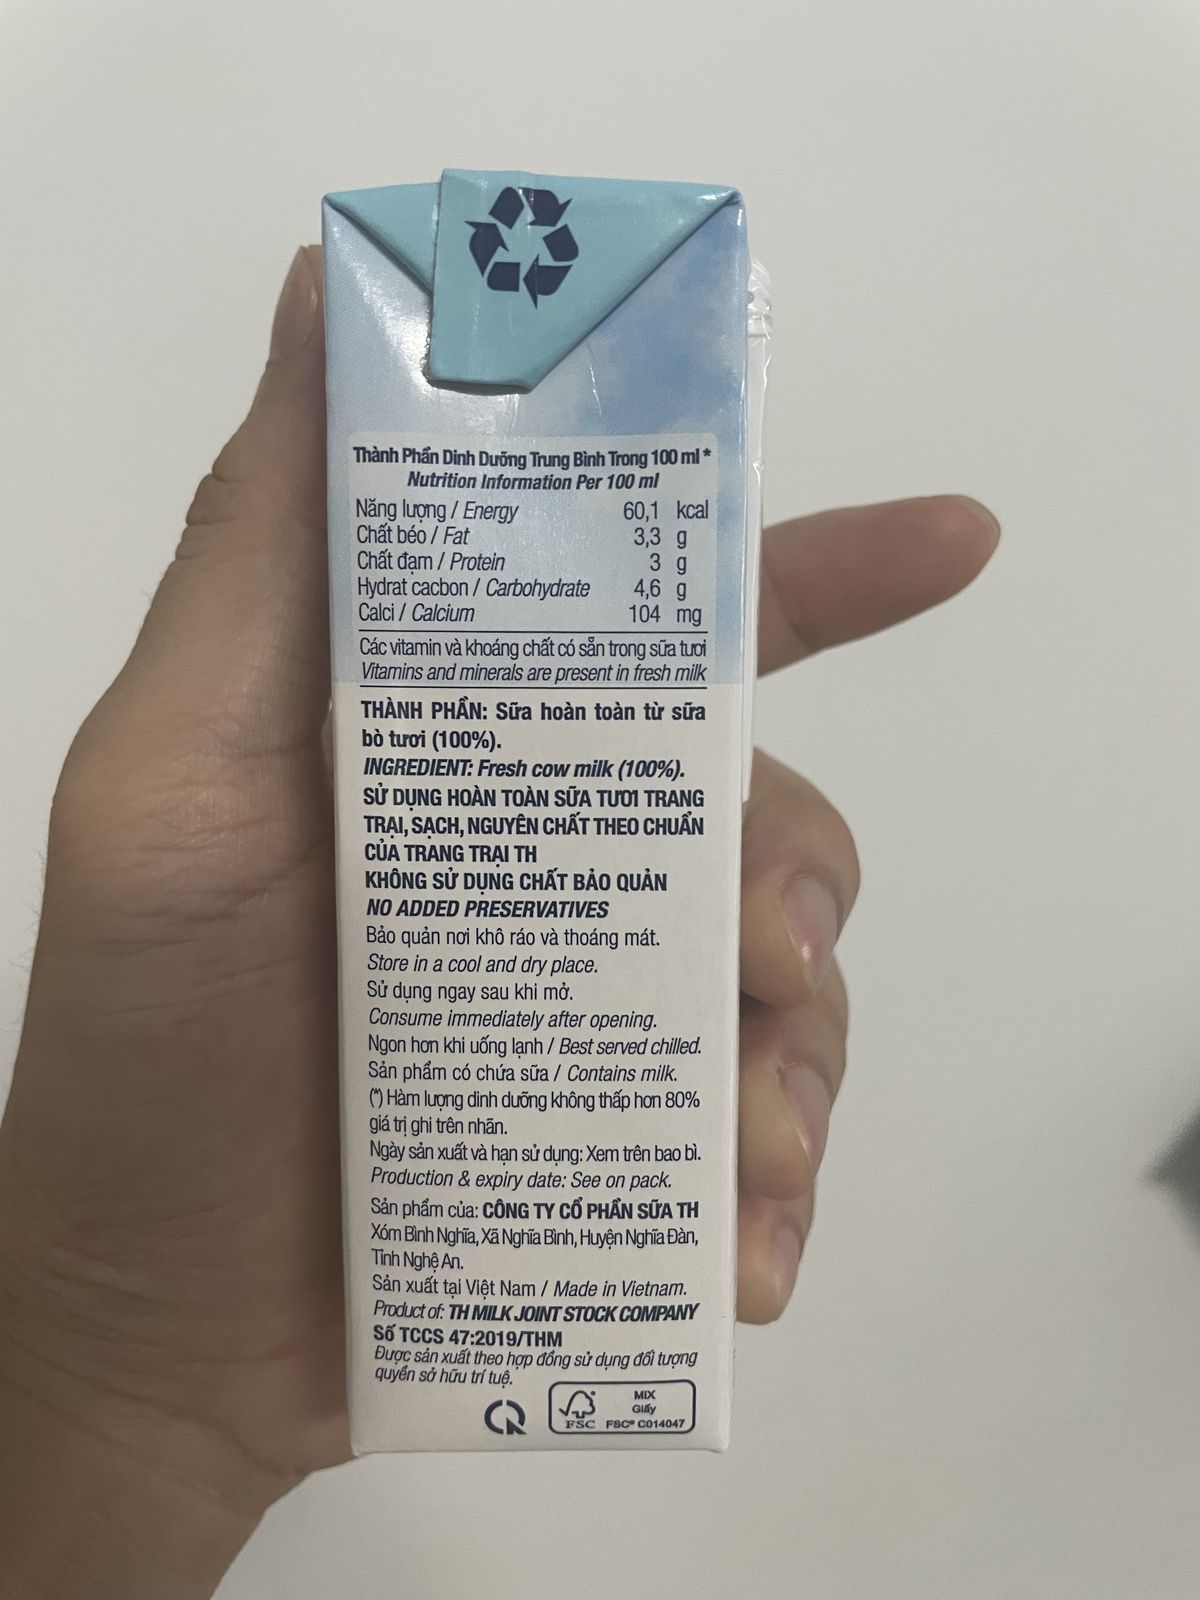 Thành Phần Dinh Dưỡng Trung Bình Trong 100 ml *
Nutrition Information Per 100 ml
Năng lượng / Energy 60,1 kcal
Chất béo / Fat 3,3 g
Chất đạm / Protein 3 g
Hydrat cacbon / Carbohydrate 4,6 g
Calci / Calcium 104 mg
Các vitamin và khoáng chất có sẵn trong sữa tươi
Vitamins and minerals are present in fresh milk
THÀNH PHẦN: Sữa hoàn toàn từ sữa
bò tươi (100%).
INGREDIENT: Fresh cow milk (100%).
SỬ DỤNG HOÀN TOÀN SỮA TƯƠI TRANG
TRẠI, SẠCH, NGUYÊN CHẤT THEO CHUẨN
CỦA TRANG TRẠI TH
KHÔNG SỬ DỤNG CHẤT BẢO QUẢN
NO ADDED PRESERVATIVES
Bảo quản nơi khô ráo và thoáng mát.
Store in a cool and dry place.
Sử dụng ngay sau khi mở.
Consume immediately after opening.
Ngon hơn khi uống lạnh / Best served chilled.
Sản phẩm có chứa sữa / Contains milk.
(*) Hàm lượng dinh dưỡng không thấp hơn 80%
giá trị ghi trên nhãn.
Ngày sản xuất và hạn sử dụng: Xem trên bao bì.
Production & expiry date: See on pack.
Sản phẩm của: CÔNG TY CỔ PHẦN SỮA TH
Xóm Bình Nghĩa, Xã Nghĩa Bình, Huyện Nghĩa Đàn,
Tỉnh Nghệ An.
Sản xuất tại Việt Nam / Made in Vietnam.
Product of: TH MILK JOINT STOCK COMPANY
Số TCCS 47:2019/THM
Được sản xuất theo hợp đồng sử dụng đối tượng
quyền sở hữu trí tuệ.
MIX
Giấy
FSC FSC® C014047